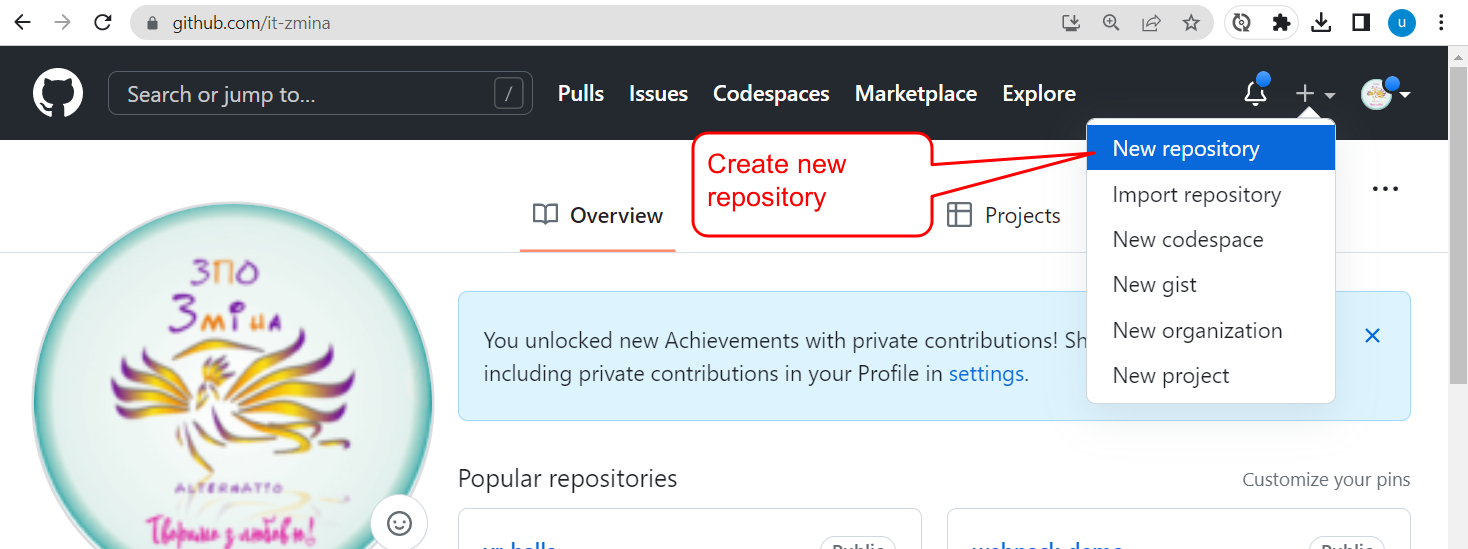 github.com/it-zmina
u
Search or jump to...
/
Pulls
Issues
Codespaces
Marketplace
Explore
New repository
Import repository
New codespace
New gist
New organization
New project
Create new
repository
Overview
Projects
ЗПО
Зміна
ALTERNATTO
Творимо з любов'ю!
You unlocked new Achievements with private contributions! Sh
including private contributions in your Profile in settings.
Popular repositories
Customize your pins
Public
webpack-demo
Public